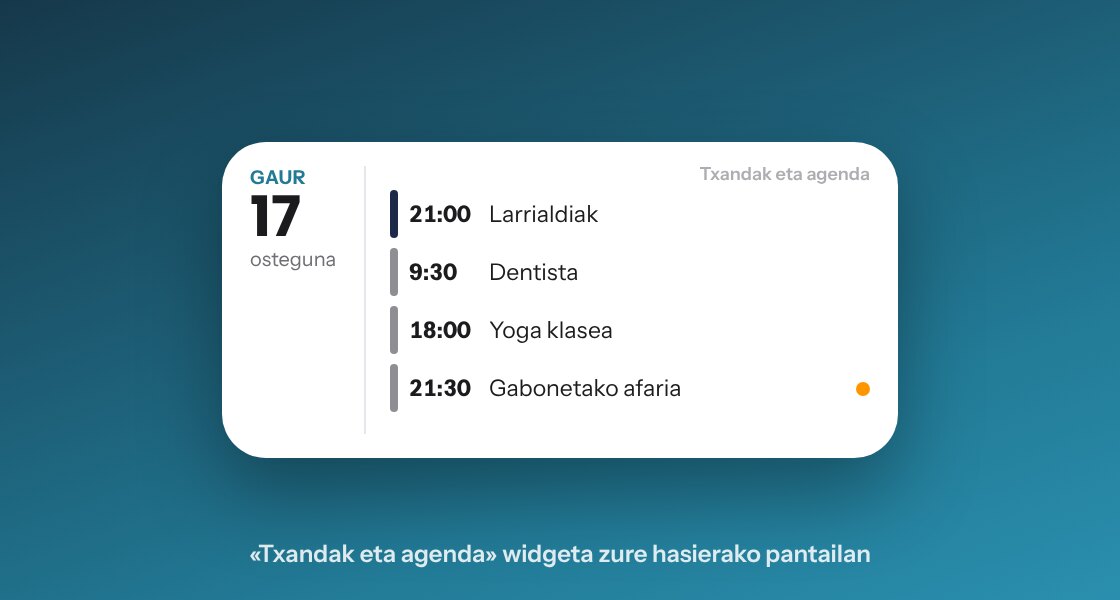 GAUR
17
osteguna
Txandak eta agenda
21:00 Larrialdiak
9:30 Dentista
18:00 Yoga klasea
21:30 Gabonetako afaria
«Txandak eta agenda» widgeta zure hasierako pantailan